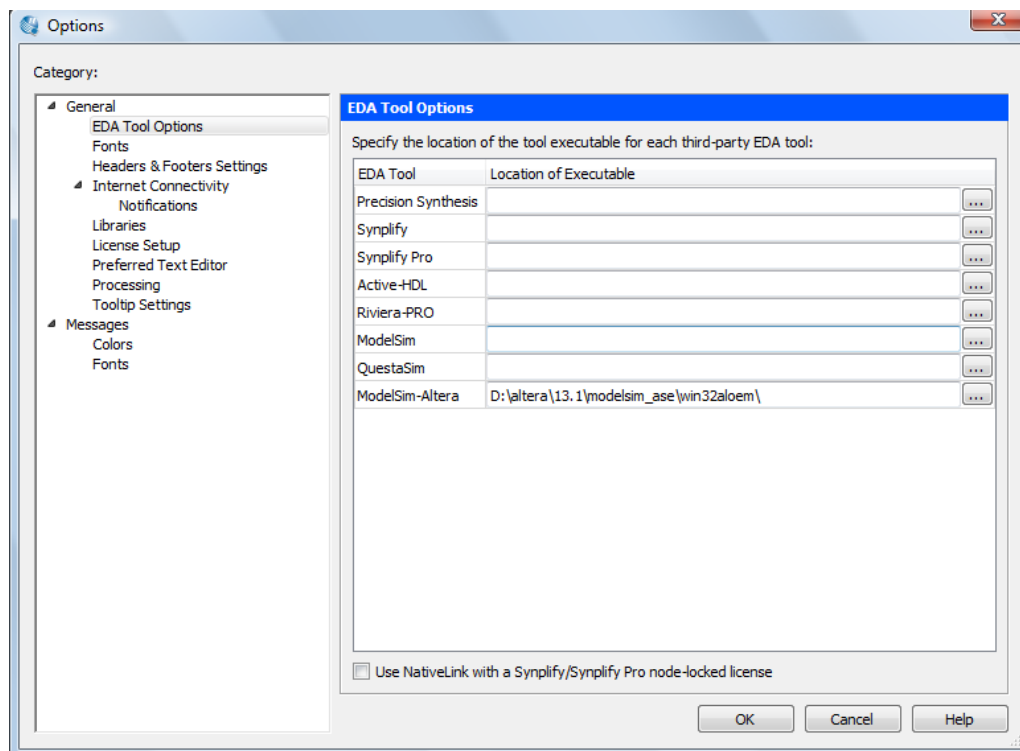 Options
Category:
General
EDA Tool Options
Fonts
Headers & Footers Settings
Internet Connectivity
Notifications
Libraries
License Setup
Preferred Text Editor
Processing
Tooltip Settings
Messages
Colors
Fonts
EDA Tool Options
Specify the location of the tool executable for each third-party EDA tool:
EDA Tool Location of Executable
Precision Synthesis ...
Synplify ...
Synplify Pro ...
Active-HDL ...
Riviera-PRO ...
ModelSim ...
QuestaSim ...
ModelSim-Altera D:\altera\13.1\modelsim_ase\win32aloem\ ...
Use NativeLink with a Synplify/Synplify Pro node-locked license
OK Cancel Help